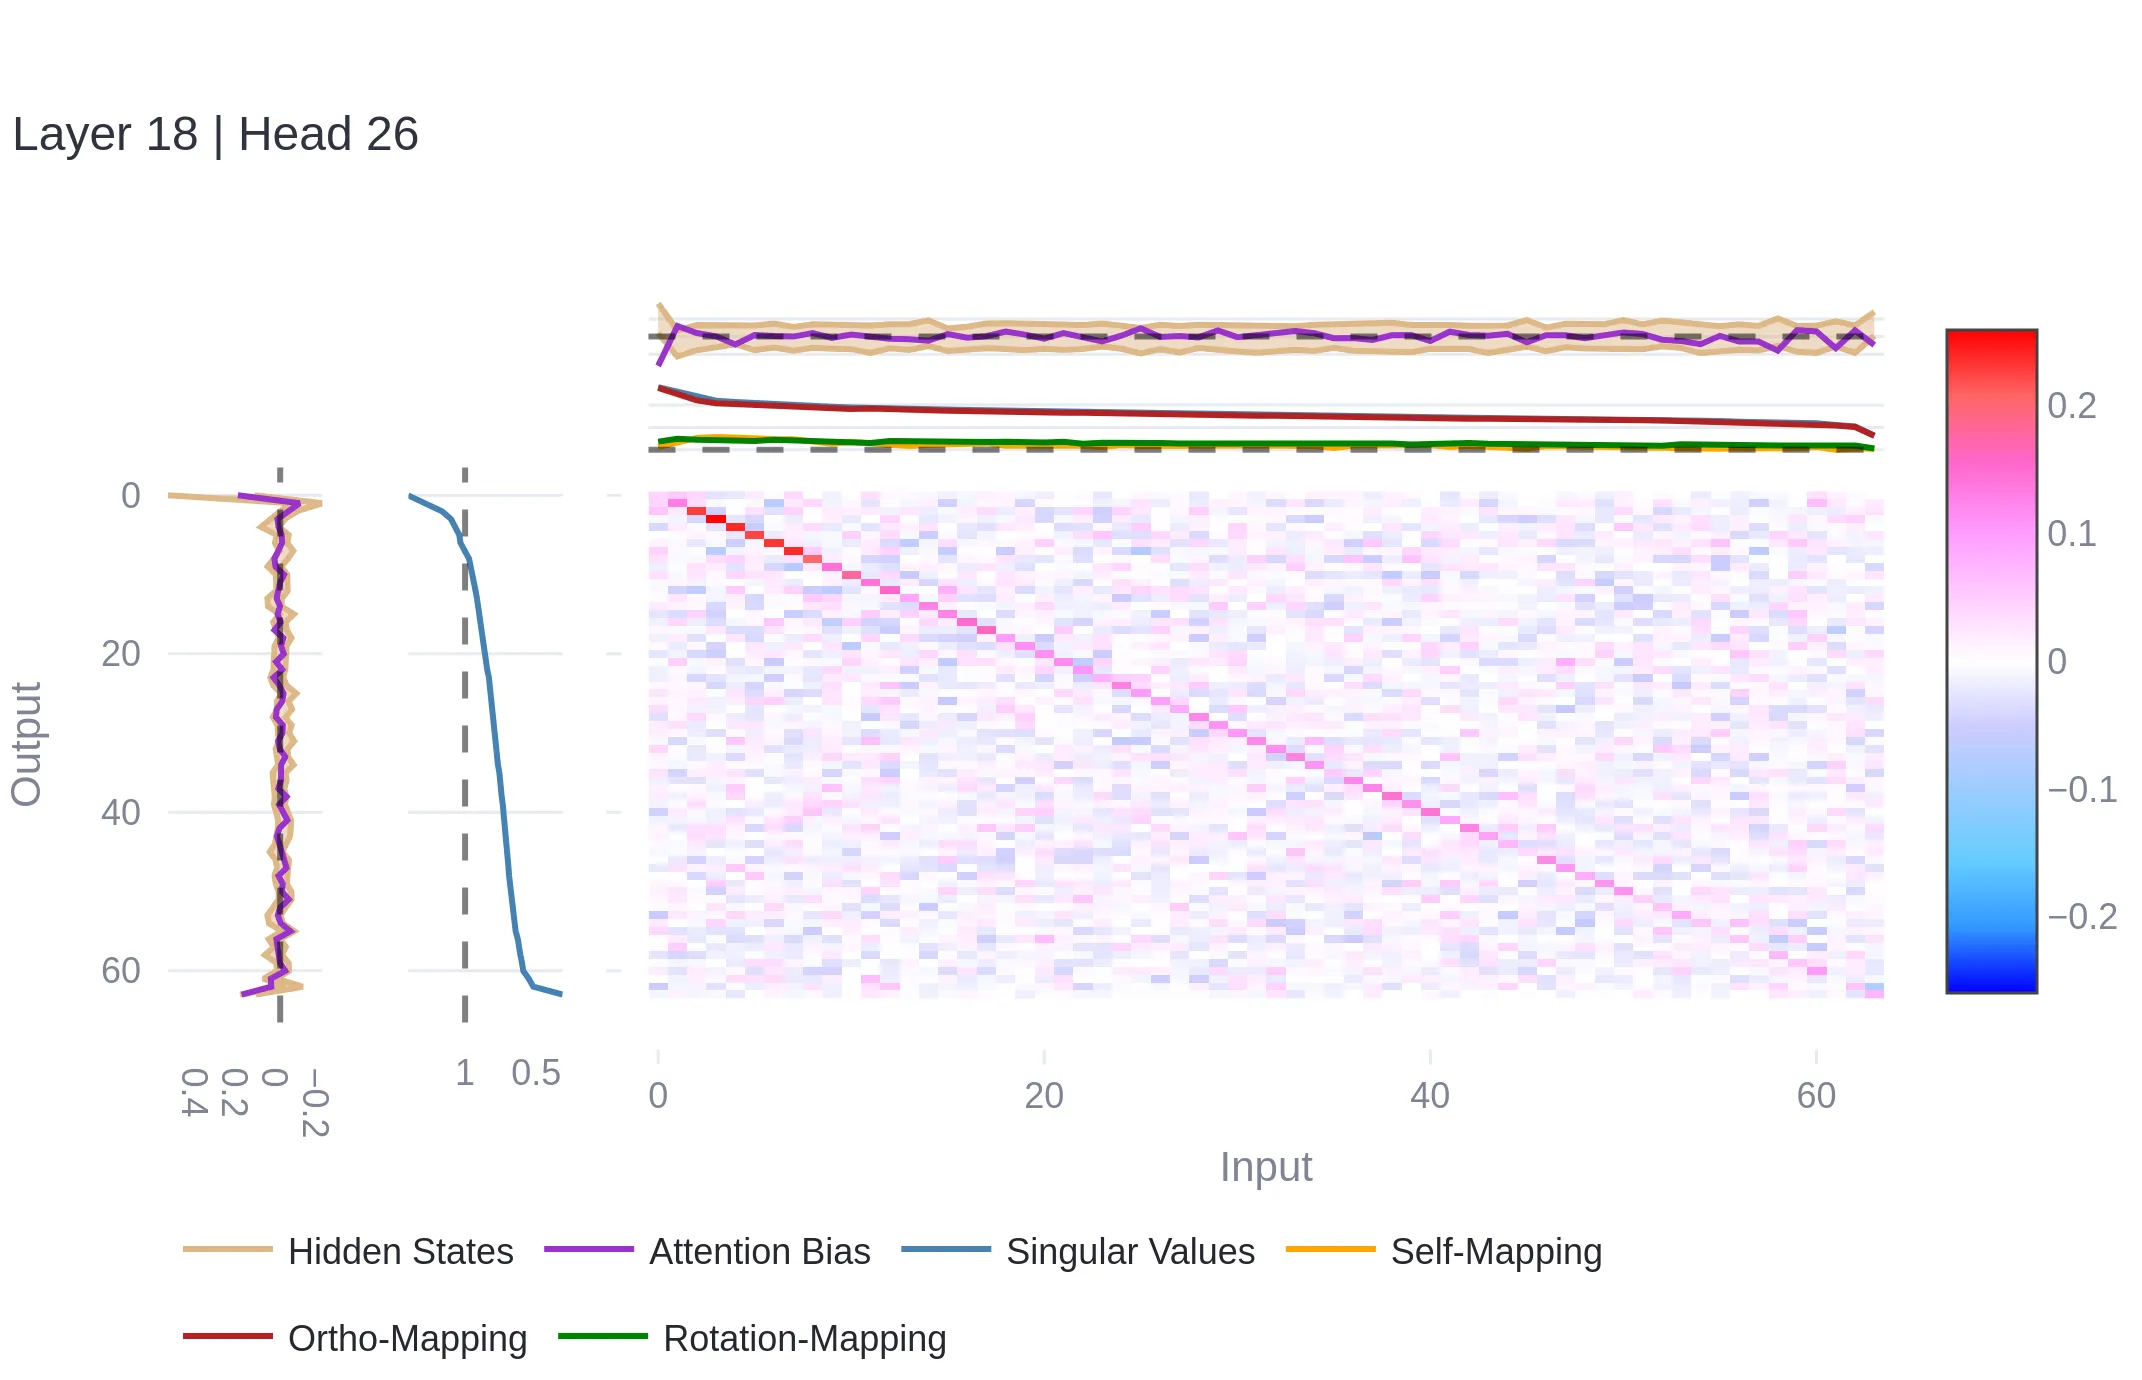 Layer 18 | Head 26
0.2
0.1
0
−0.1
−0.2
Output
0
20
40
60
0.4
0.2
0
−0.2
1
0.5
0
20
40
60
Input
Hidden States
Attention Bias
Singular Values
Self-Mapping
Ortho-Mapping
Rotation-Mapping